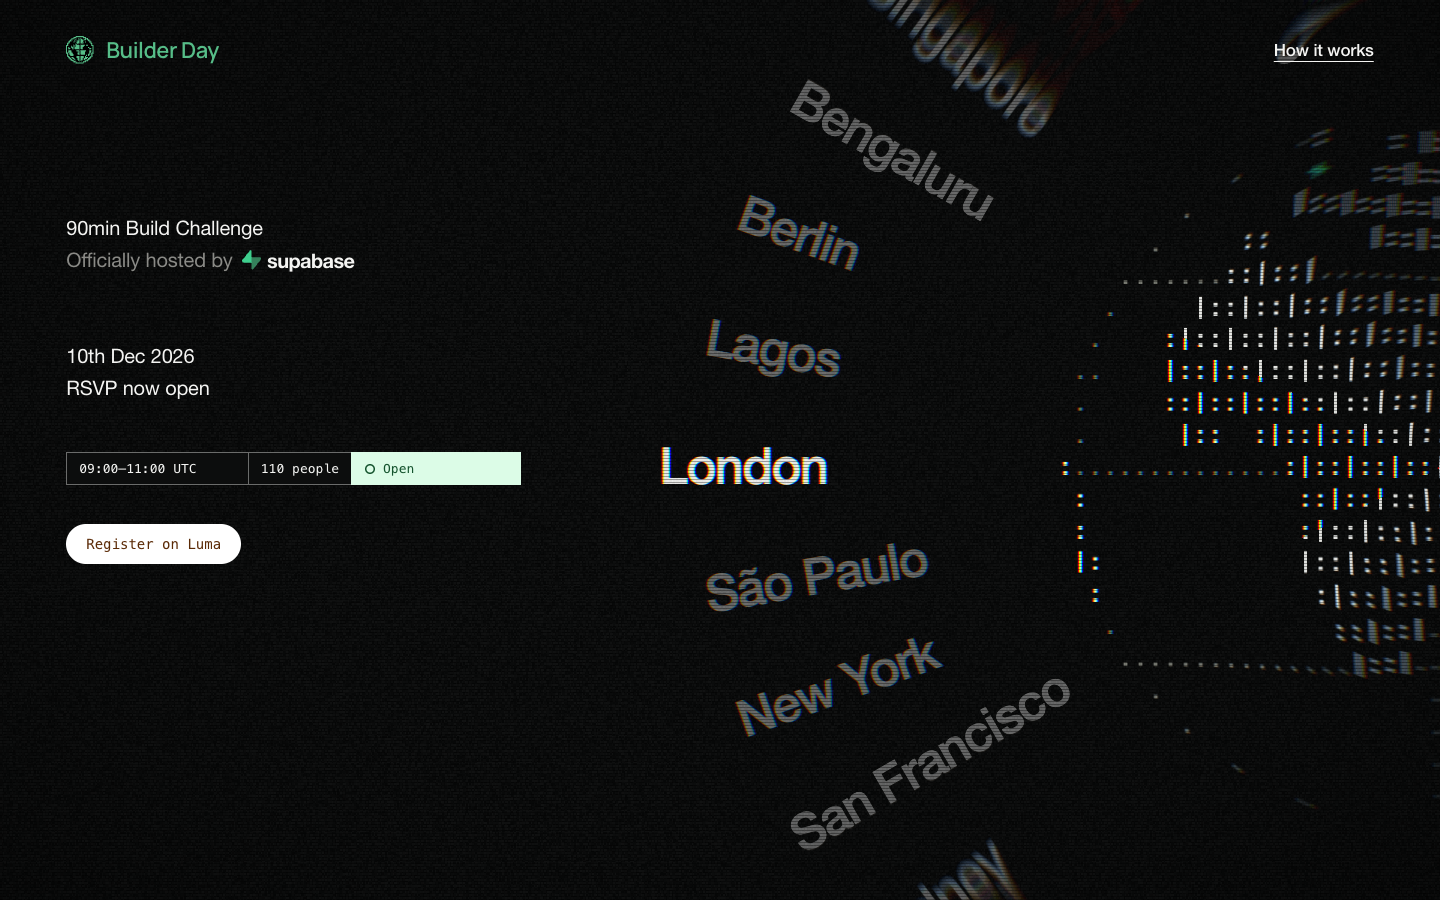 Builder Day
How it works
90min Build Challenge
Officially hosted by supabase
10th Dec 2026
RSVP now open
09:00–11:00 UTC
110 people
Open
Register on Luma
Bengaluru
Berlin
Lagos
London
São Paulo
New York
San Francisco